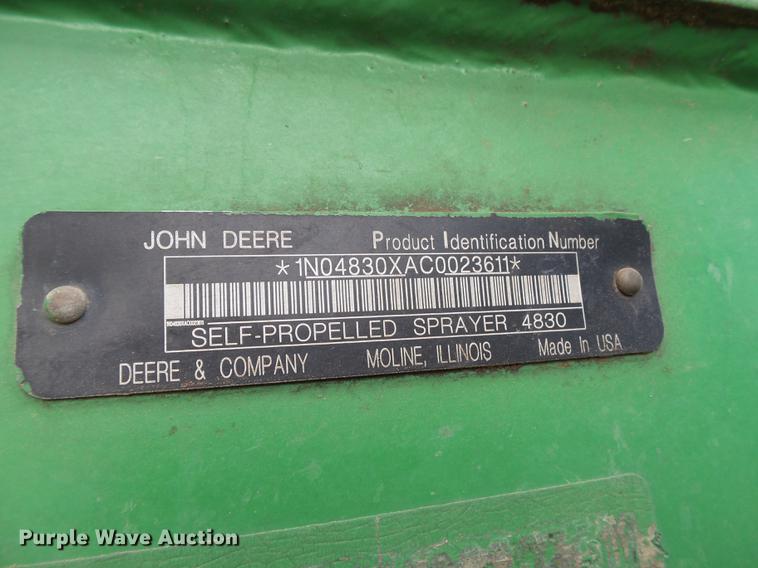 JOHN DEERE Product Identification Number
*1N04830XAC0023611*
SELF-PROPELLED SPRAYER 4830
DEERE & COMPANY MOLINE, ILLINOIS Made In USA
Purple Wave Auction